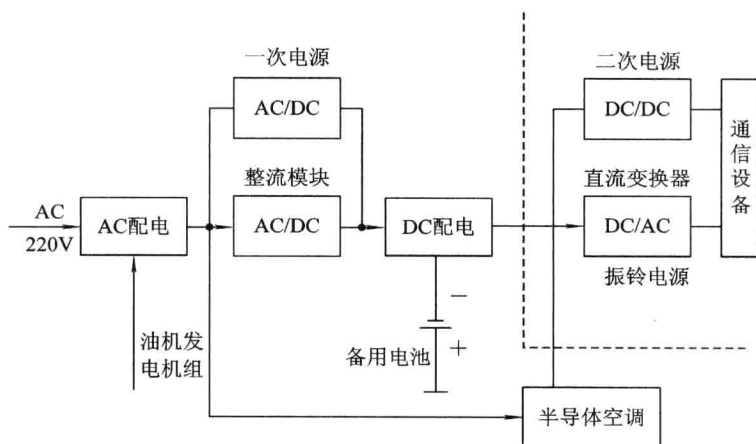 一次电源
AC/DC
整流模块
AC/DC
AC
220V
AC配电
DC配电
油机发
电机组
备用电池
−
+
二次电源
DC/DC
直流变换器
DC/AC
振铃电源
通信设备
半导体空调